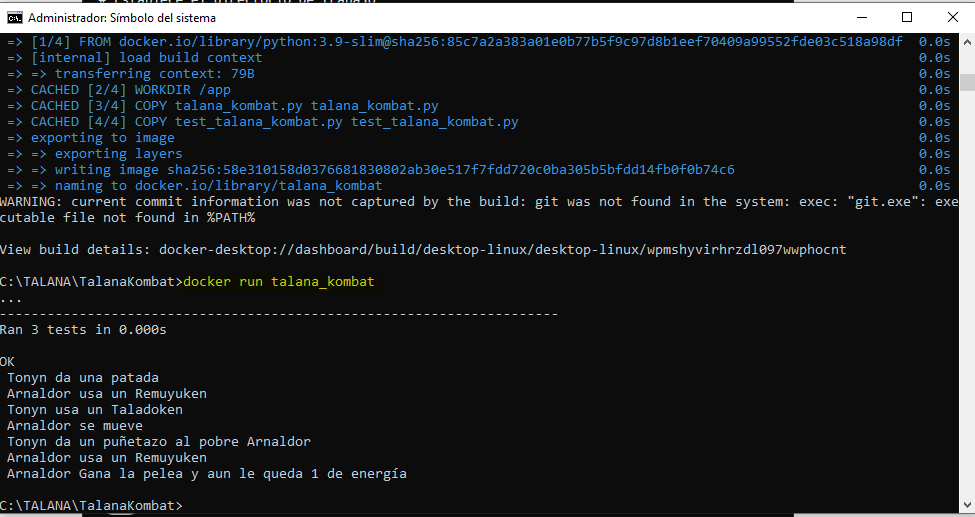 Administrador: Símbolo del sistema
=> [1/4] FROM docker.io/library/python:3.9-slim@sha256:85c7a2a383a01e0b77b5f9c97d8b1eef70409a99552fde03c518a98df 0.0s
=> [internal] load build context 0.0s
=> => transferring context: 79B 0.0s
=> CACHED [2/4] WORKDIR /app 0.0s
=> CACHED [3/4] COPY talana_kombat.py talana_kombat.py 0.0s
=> CACHED [4/4] COPY test_talana_kombat.py test_talana_kombat.py 0.0s
=> exporting to image 0.0s
=> => exporting layers 0.0s
=> => writing image sha256:58e310158d0376681830802ab30e517f7fdd720c0ba305b5bfdd14fb0f0b74c6 0.0s
=> => naming to docker.io/library/talana_kombat 0.0s
WARNING: current commit information was not captured by the build: git was not found in the system: exec: "git.exe": exe
cutable file not found in %PATH%
View build details: docker-desktop://dashboard/build/desktop-linux/desktop-linux/wpmshyvirhrzdl097wwphocnt
C:\TALANA\TalanaKombat>docker run talana_kombat
...
----------------------------------------------------------------------
Ran 3 tests in 0.000s
OK
Tonyn da una patada
Arnaldor usa un Remuyuken
Tonyn usa un Taladoken
Arnaldor se mueve
Tonyn da un puñetazo al pobre Arnaldor
Arnaldor usa un Remuyuken
Arnaldor Gana la pelea y aun le queda 1 de energía
C:\TALANA\TalanaKombat>